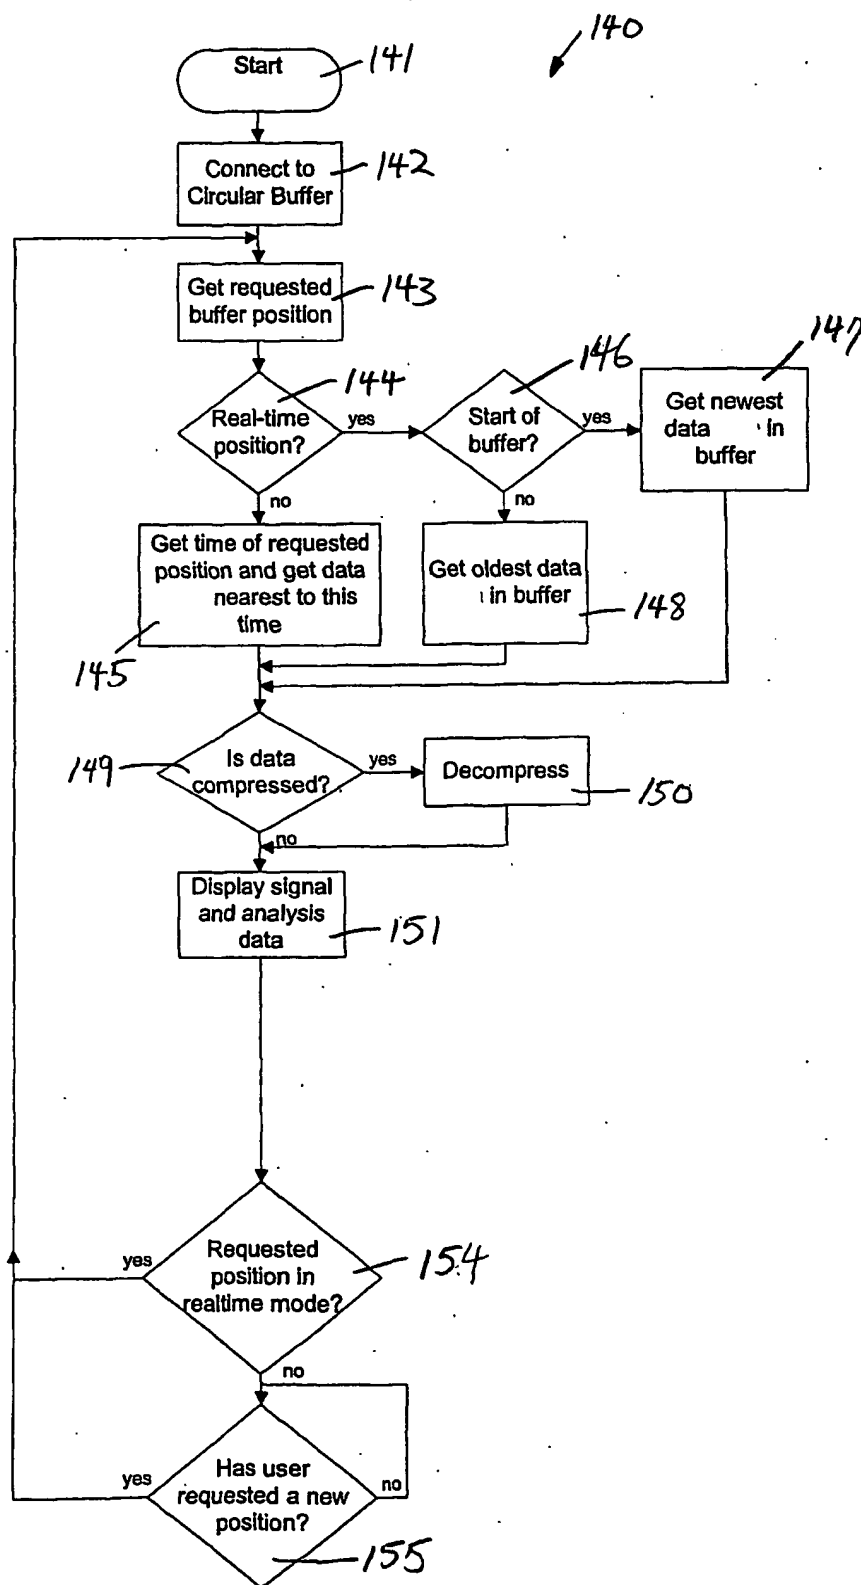 140
Start
141
Connect to
Circular Buffer
142
Get requested
buffer position
143
Real-time
position?
144
yes
no
Start of
buffer?
146
yes
no
Get newest
data in
buffer
147
Get time of requested
position and get data
nearest to this
time
145
Get oldest data
in buffer
148
Is data
compressed?
149
yes
no
Decompress
150
Display signal
and analysis
data
151
Requested
position in
realtime mode?
154
yes
no
Has user
requested a new
position?
155
yes
no